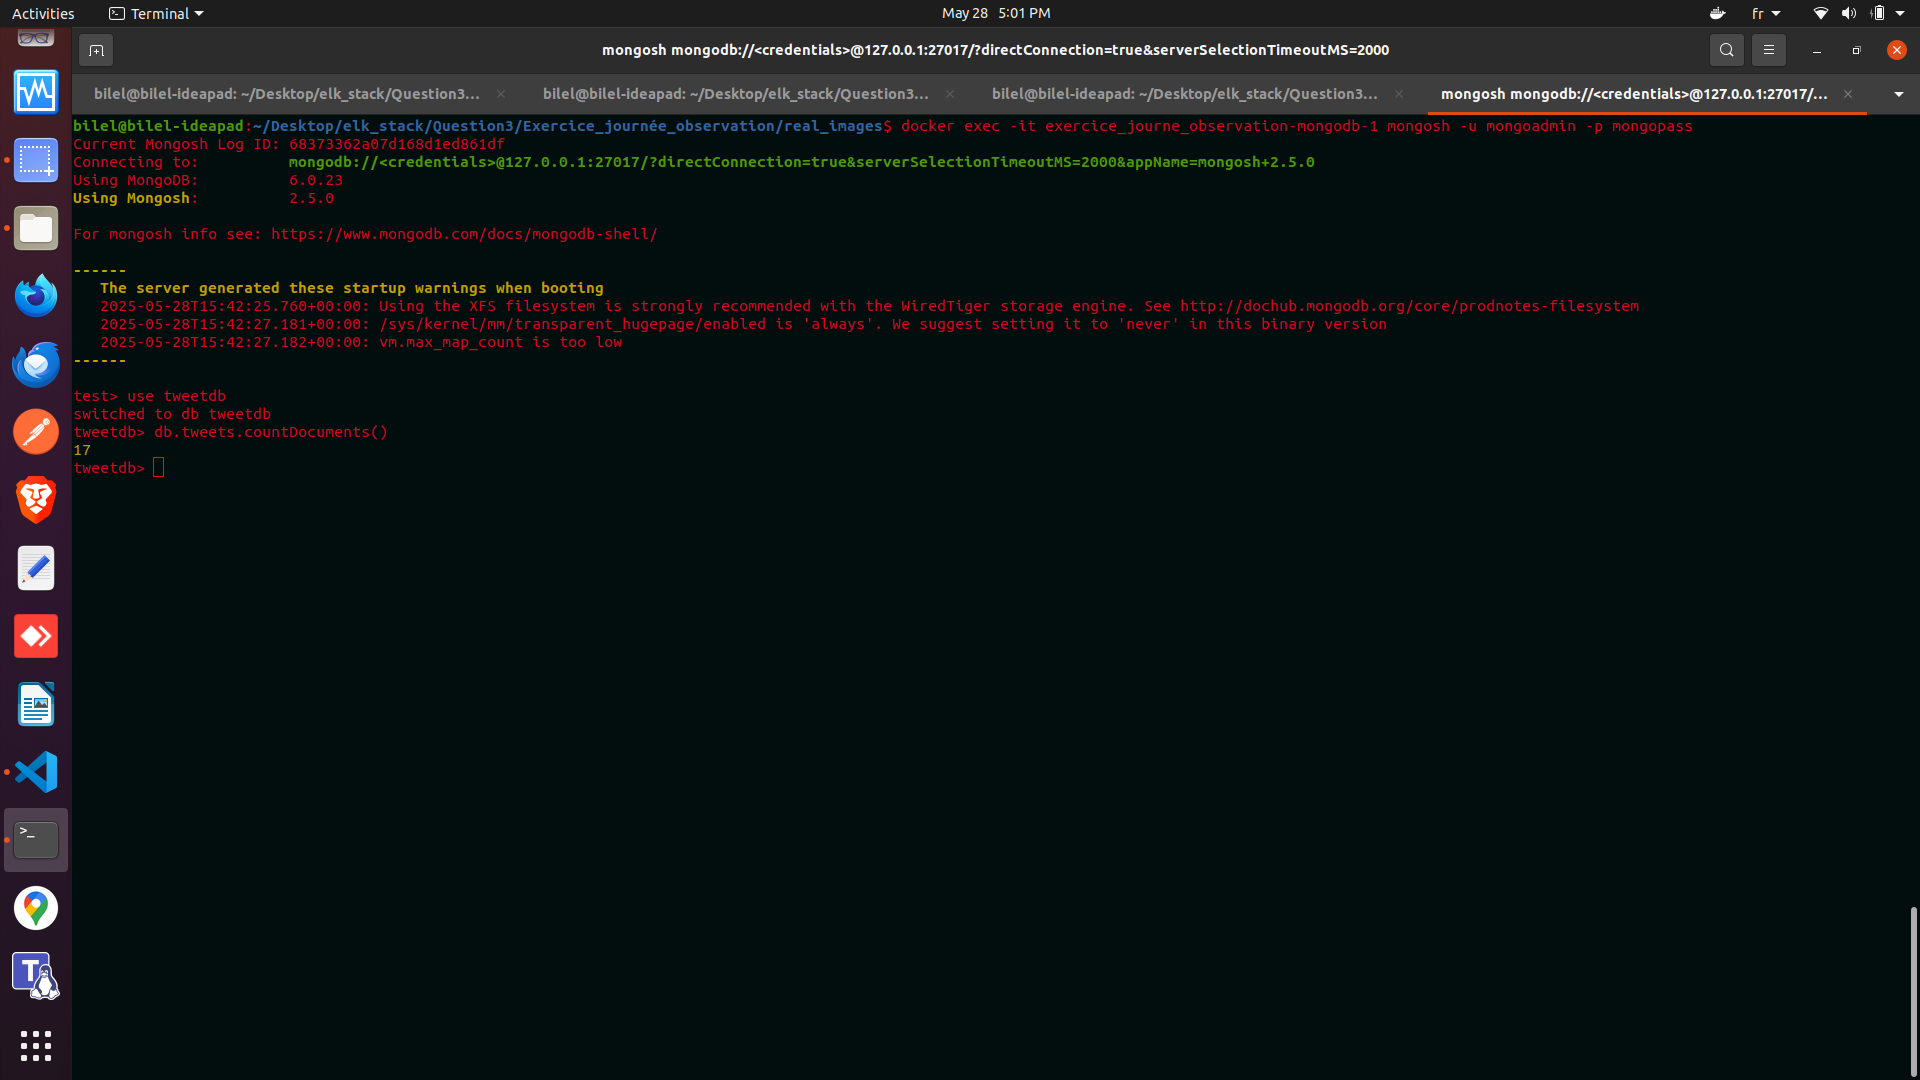 Activities
Terminal
May 28 5:01 PM
fr
mongosh mongodb://<credentials>@127.0.0.1:27017/?directConnection=true&serverSelectionTimeoutMS=2000
bilel@bilel-ideapad: ~/Desktop/elk_stack/Question3...
bilel@bilel-ideapad: ~/Desktop/elk_stack/Question3...
bilel@bilel-ideapad: ~/Desktop/elk_stack/Question3...
mongosh mongodb://<credentials>@127.0.0.1:27017/...
bilel@bilel-ideapad:~/Desktop/elk_stack/Question3/Exercice_journée_observation/real_images$ docker exec -it exercice_journe_observation-mongodb-1 mongosh -u mongoadmin -p mongopass
Current Mongosh Log ID: 68373362a07d168d1ed861df
Connecting to: mongodb://<credentials>@127.0.0.1:27017/?directConnection=true&serverSelectionTimeoutMS=2000&appName=mongosh+2.5.0
Using MongoDB: 6.0.23
Using Mongosh: 2.5.0
For mongosh info see: https://www.mongodb.com/docs/mongodb-shell/
------
The server generated these startup warnings when booting
2025-05-28T15:42:25.760+00:00: Using the XFS filesystem is strongly recommended with the WiredTiger storage engine. See http://dochub.mongodb.org/core/prodnotes-filesystem
2025-05-28T15:42:27.181+00:00: /sys/kernel/mm/transparent_hugepage/enabled is 'always'. We suggest setting it to 'never' in this binary version
2025-05-28T15:42:27.182+00:00: vm.max_map_count is too low
------
test> use tweetdb
switched to db tweetdb
tweetdb> db.tweets.countDocuments()
17
tweetdb>